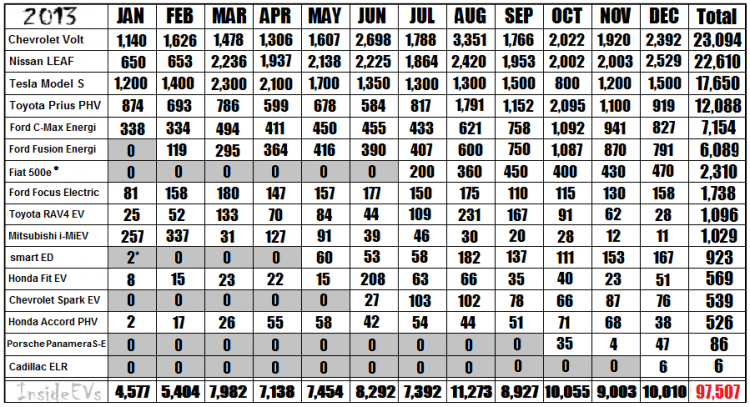 2013 JAN FEB MAR APR MAY JUN JUL AUG SEP OCT NOV DEC Total
Chevrolet Volt 1,140 1,626 1,478 1,306 1,607 2,698 1,788 3,351 1,766 2,022 1,920 2,392 23,094
Nissan LEAF 650 653 2,236 1,937 2,138 2,225 1,864 2,420 1,953 2,002 2,003 2,529 22,610
Tesla Model S 1,200 1,400 2,300 2,100 1,700 1,350 1,300 1,300 1,500 800 1,200 1,500 17,650
Toyota Prius PHV 874 693 786 599 678 584 817 1,791 1,152 2,095 1,100 919 12,088
Ford C-Max Energi 338 334 494 411 450 455 433 621 758 1,092 941 827 7,154
Ford Fusion Energi 0 119 295 364 416 390 407 600 750 1,087 870 791 6,089
Fiat 500e * 0 0 0 0 0 0 200 360 450 400 430 470 2,310
Ford Focus Electric 81 158 180 147 157 177 150 175 110 115 130 158 1,738
Toyota RAV4 EV 25 52 133 70 84 44 109 231 167 91 62 28 1,096
Mitsubishi i-MiEV 257 337 31 127 91 39 46 30 20 28 12 11 1,029
smart ED 2* 0 0 0 60 53 58 182 137 111 153 167 923
Honda Fit EV 8 15 23 22 15 208 63 66 35 40 23 51 569
Chevrolet Spark EV 0 0 0 0 0 27 103 102 78 66 87 76 539
Honda Accord PHV 2 17 26 55 58 42 54 44 51 71 68 38 526
Porsche Panamera S-E 0 0 0 0 0 0 0 0 0 35 4 47 86
Cadillac ELR 0 0 0 0 0 0 0 0 0 0 0 6 6
InsideEVs 4,577 5,404 7,982 7,138 7,454 8,292 7,392 11,273 8,927 10,055 9,003 10,010 97,507